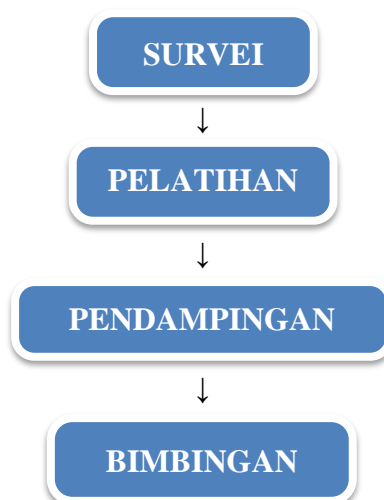 SURVEI
↓
PELATIHAN
↓
PENDAMPINGAN
↓
BIMBINGAN